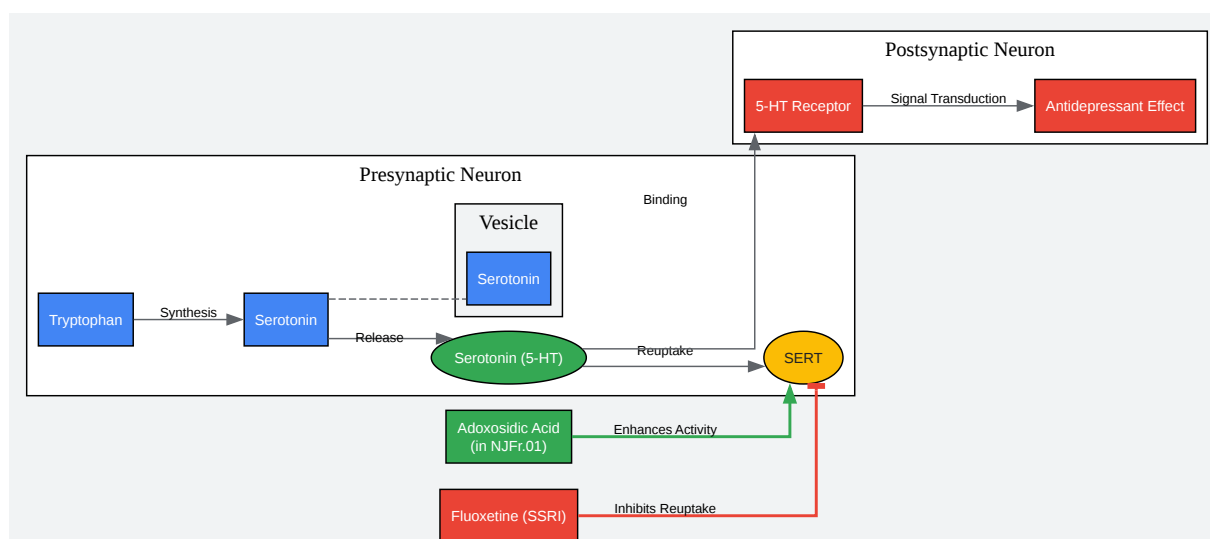 Postsynaptic Neuron
5-HT Receptor
Signal Transduction
Antidepressant Effect
Presynaptic Neuron
Binding
Vesicle
Serotonin
Tryptophan
Synthesis
Serotonin
Release
Serotonin (5-HT)
Reuptake
SERT
Adoxosidic Acid
(in NJFr.01)
Enhances Activity
Fluoxetine (SSRI)
Inhibits Reuptake